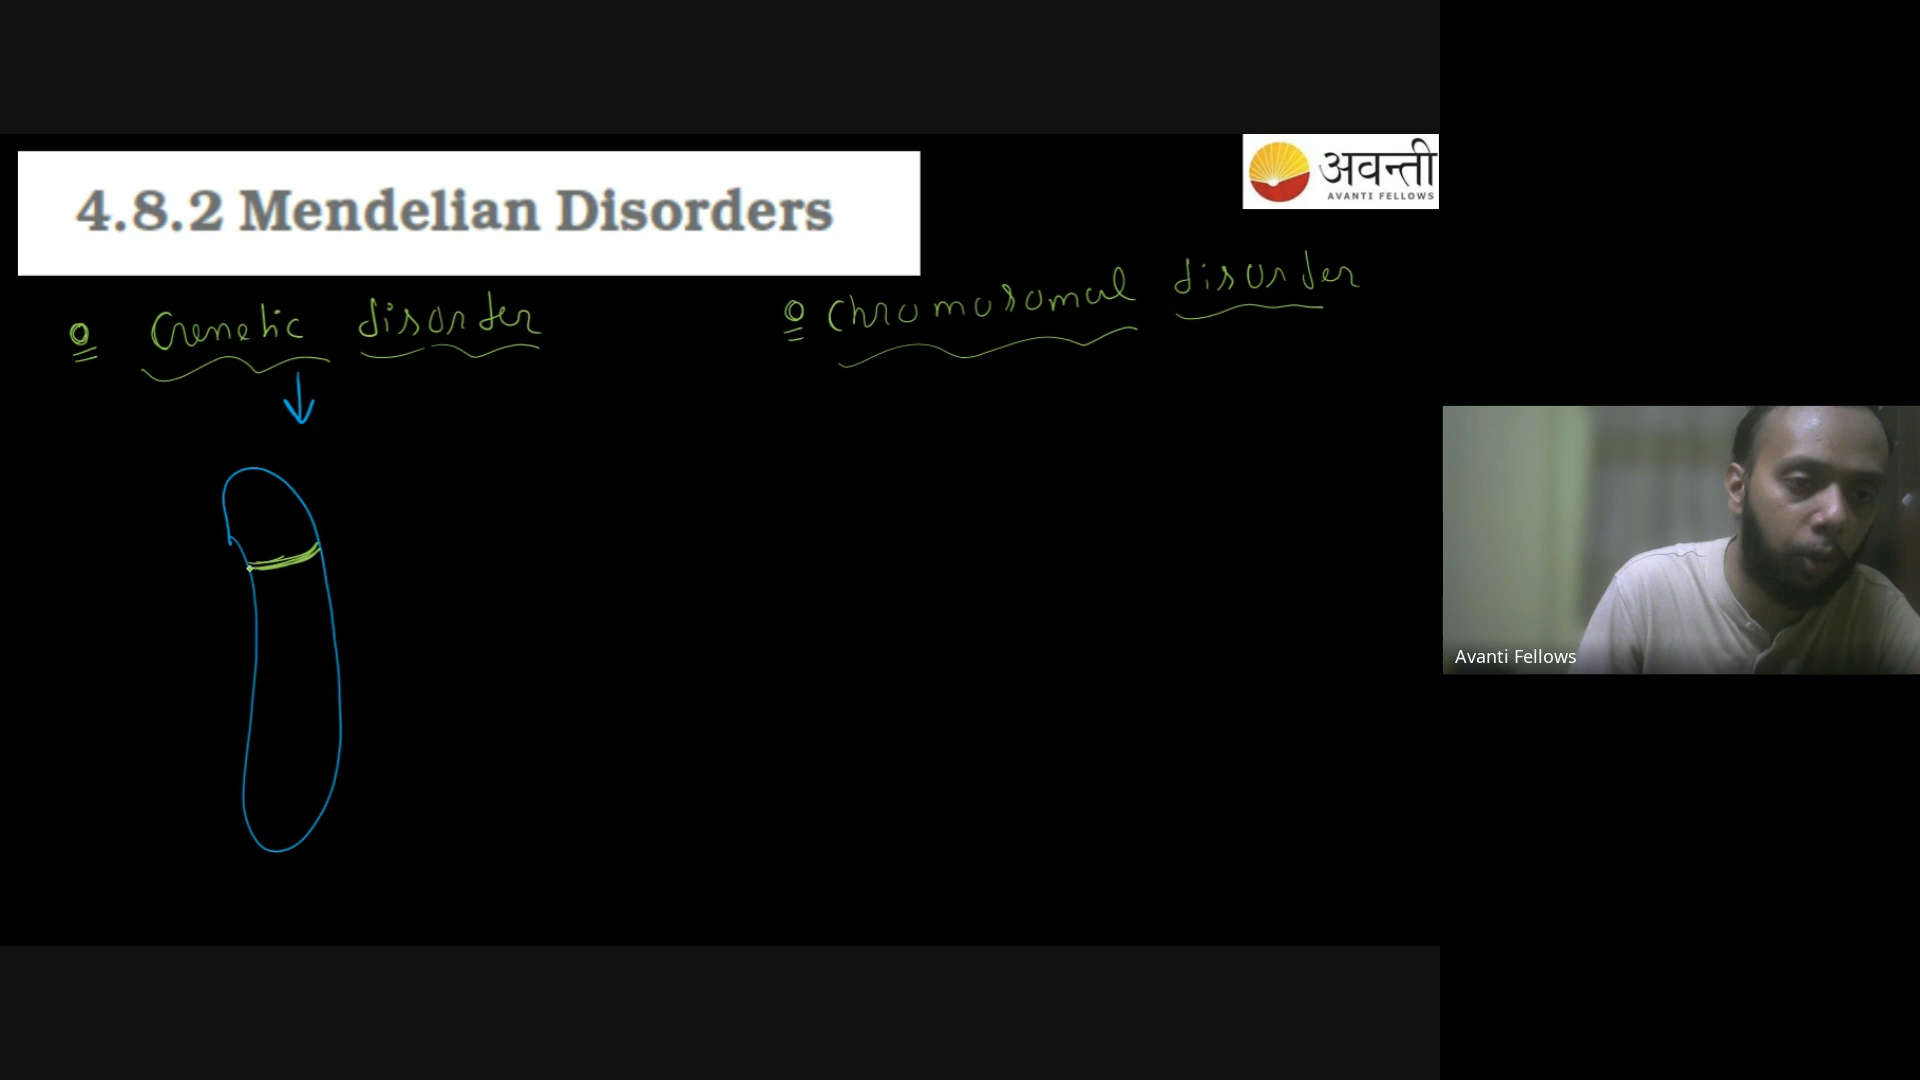 4.8.2 Mendelian Disorders
अवन्ती
AVANTI FELLOWS
Genetic disorder
Chromosomal disorder
Avanti Fellows